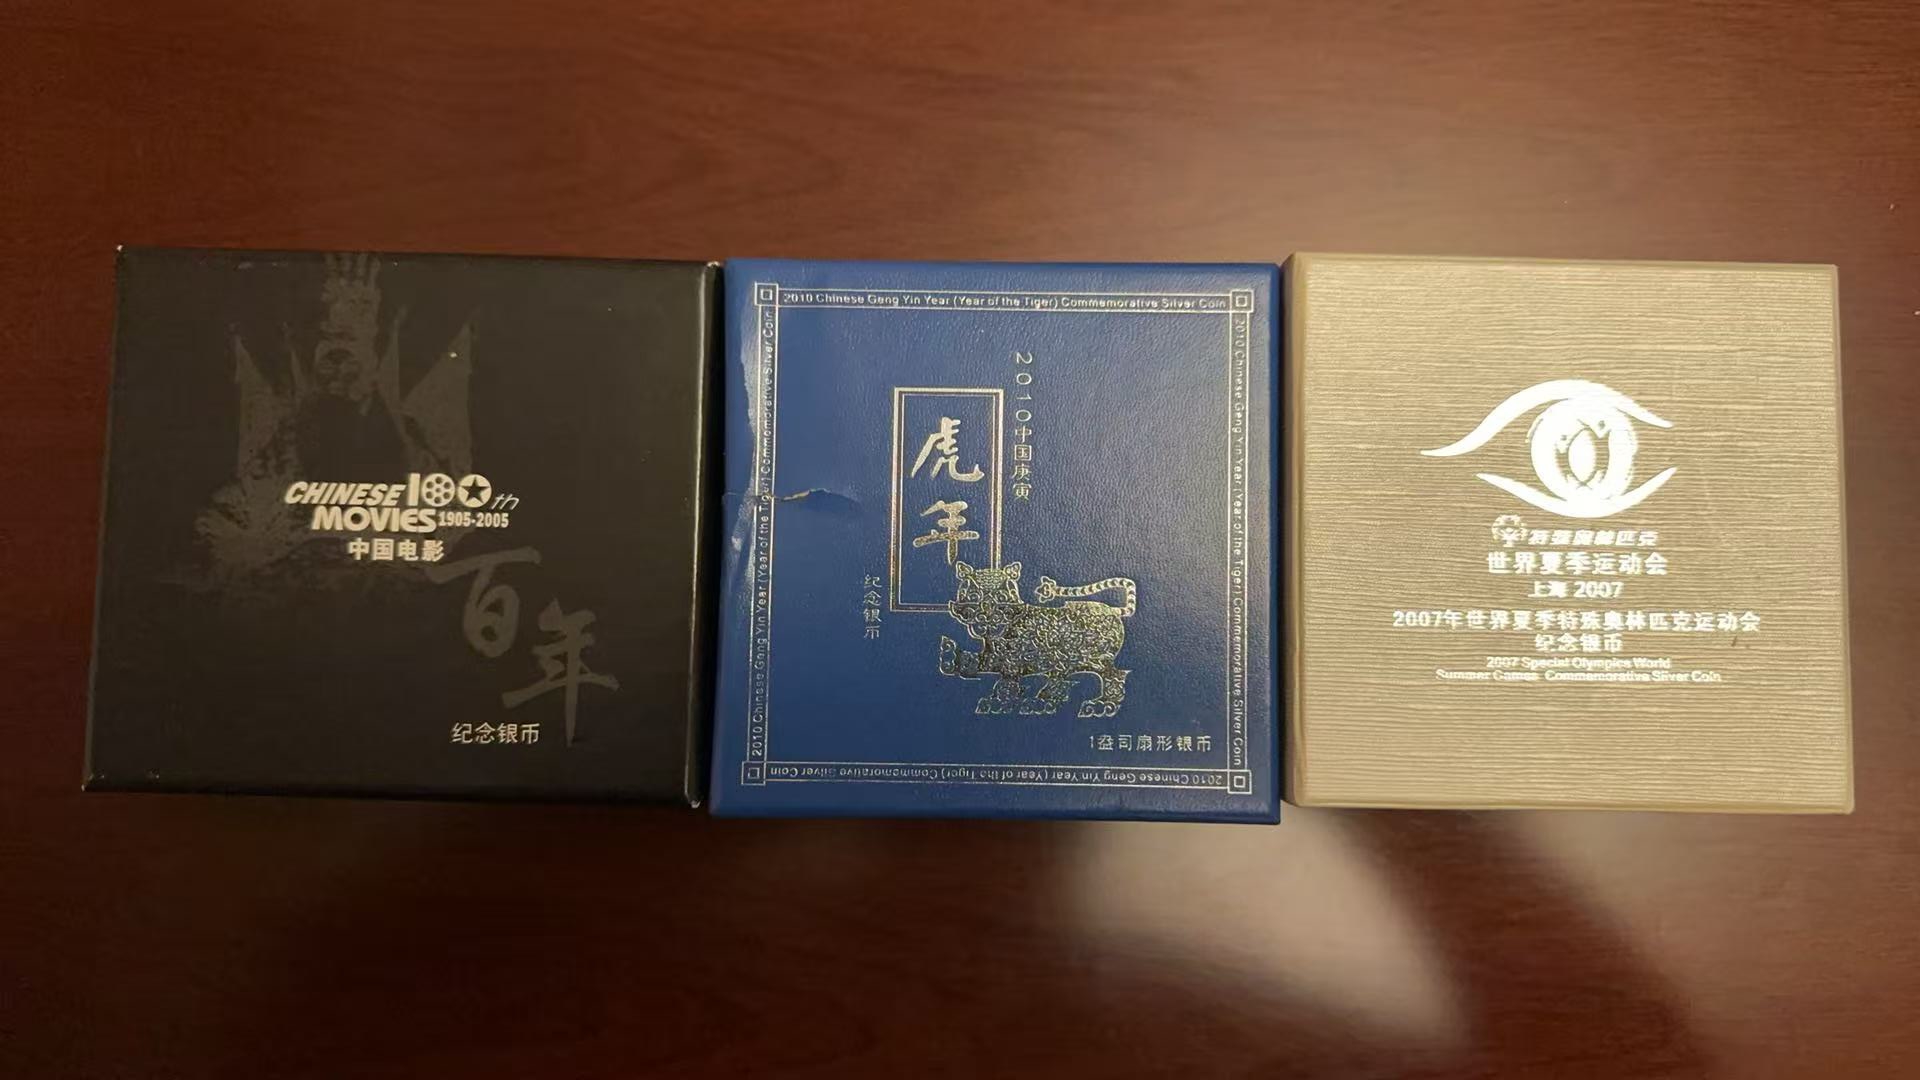 CHINESE 100th
MOVIES 1905-2005
中国电影
百年
纪念银币
2010 Chinese Geng Yin Year (Year of the Tiger) Commemorative Silver Coin
2010 Chinese Geng Yin Year (Year of the Tiger) Commemorative Silver Coin
2010中国庚寅
虎年
纪念银币
1盎司扇形银币
2010 Chinese Geng Yin Year (Year of the Tiger) Commemorative Silver Coin
2010 Chinese Geng Yin Year (Year of the Tiger) Commemorative Silver Coin
特殊奥林匹克
世界夏季运动会
上海 2007
2007年世界夏季特殊奥林匹克运动会
纪念银币
2007 Special Olympics World
Summer Games Commemorative Silver Coin